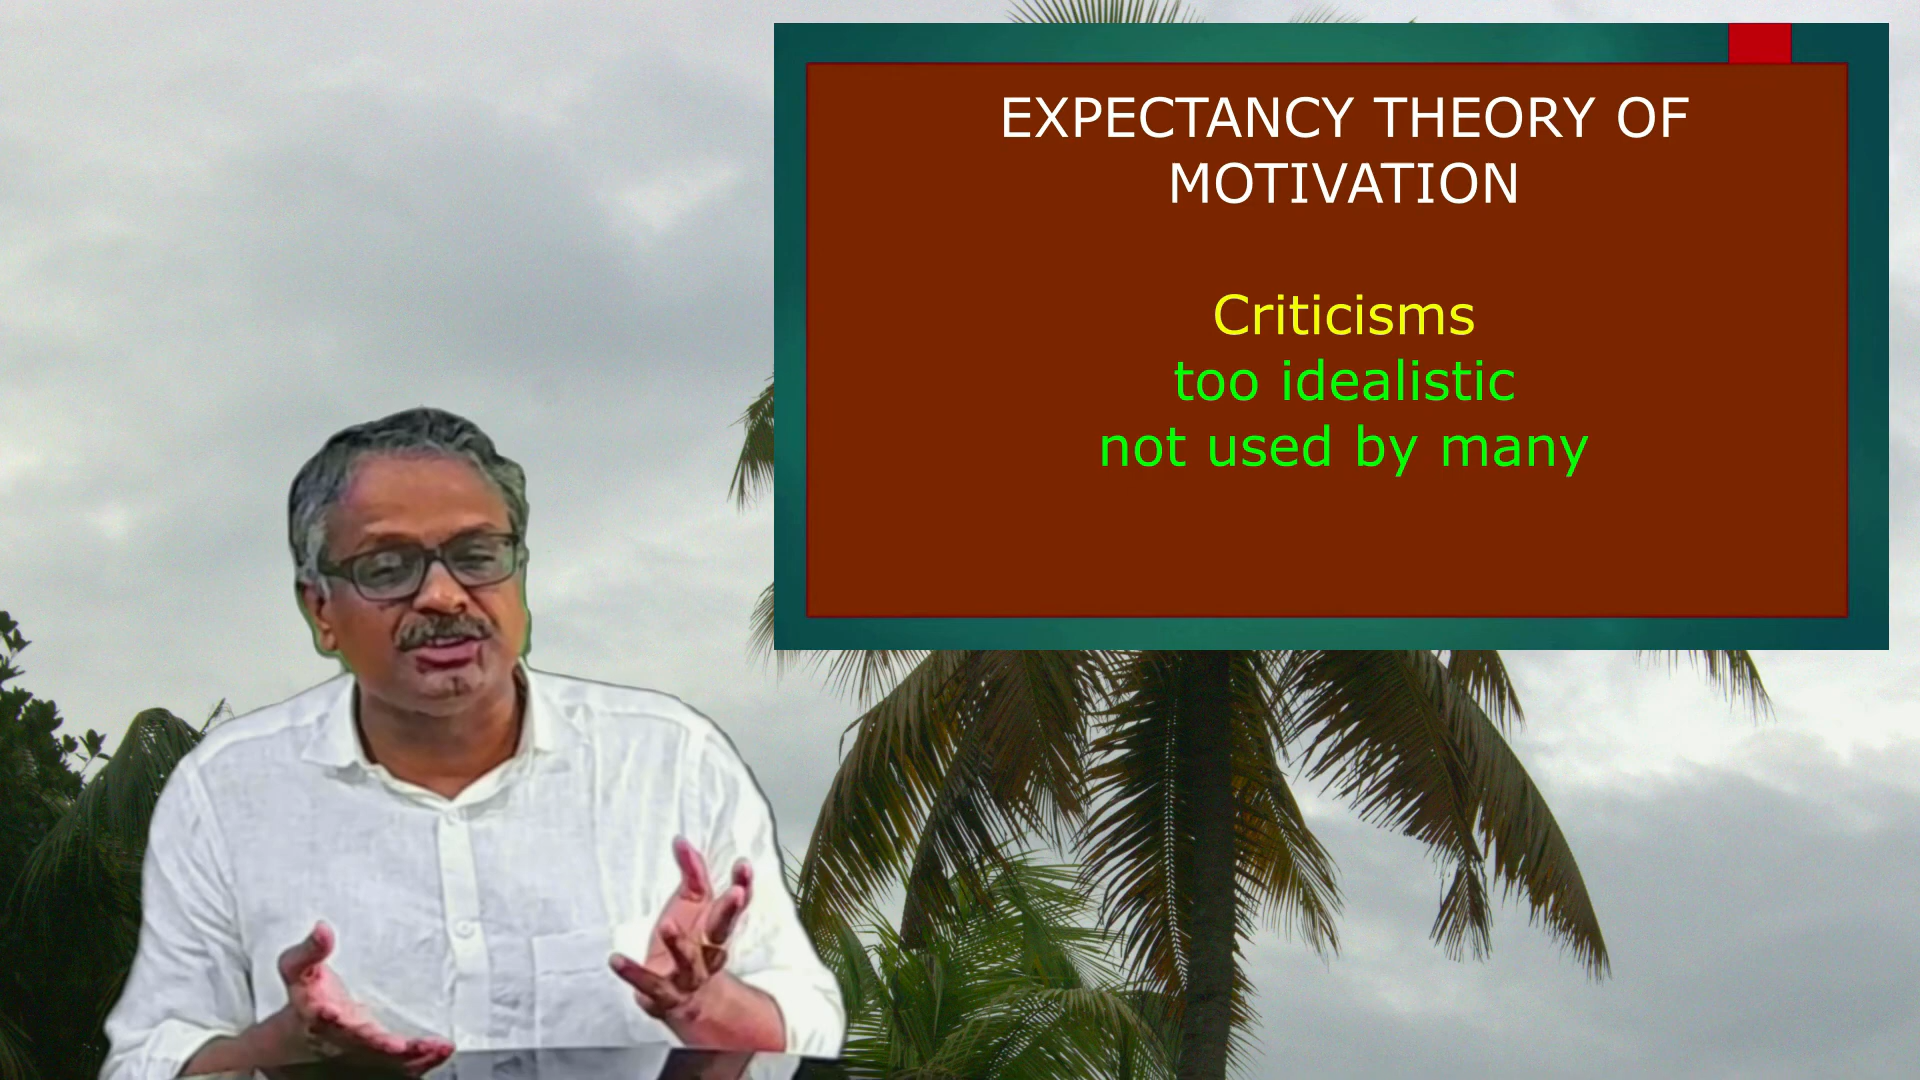 EXPECTANCY THEORY OF
MOTIVATION
Criticisms
too idealistic
not used by many